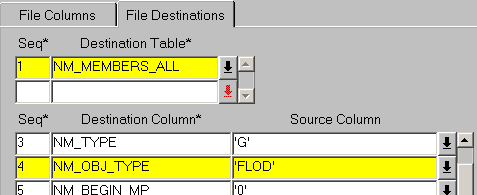 File Columns File Destinations
Seq* Destination Table*
1 NM_MEMBERS_ALL
Seq* Destination Column* Source Column
3 NM_TYPE 'G'
4 NM_OBJ_TYPE 'FLOD'
5 NM_BEGIN_MP '0'